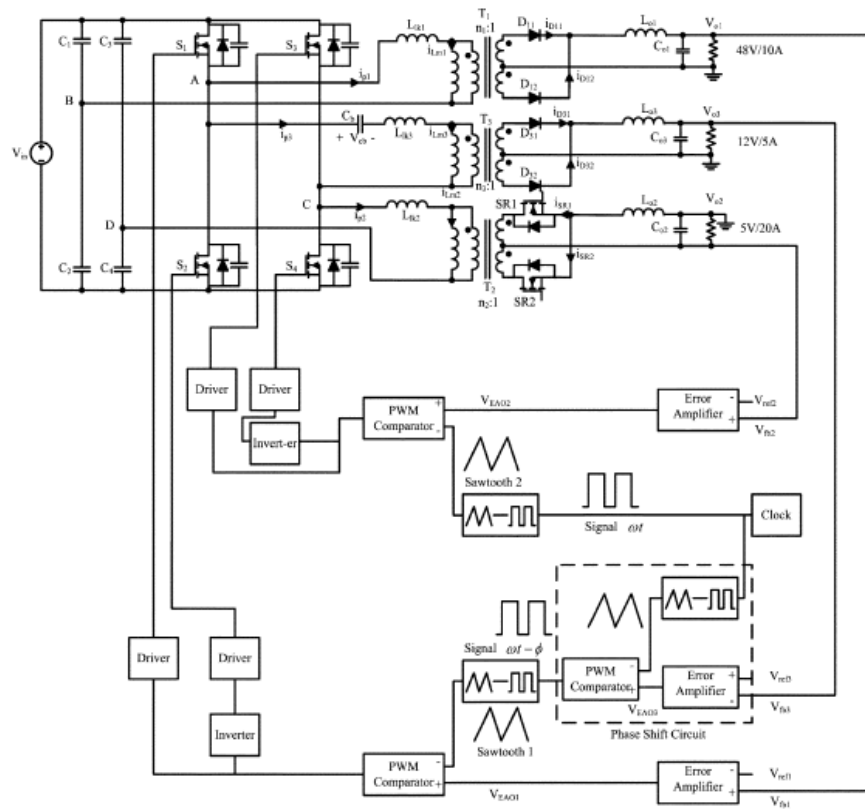 T1
n1:1
D11
iD11
Lo1
Vo1
C1
C3
S1
S3
Llk1
iLm1
Co1
48V/10A
A
ip1
D12
iD12
B
Cb
+ Vcb -
ip3
Llk3
iLm3
T3
D31
iD31
Lo3
Vo3
Co3
12V/5A
Vin
iD32
D32
n3:1
iLm2
C
ip2
Llk2
SR1
iSR1
Lo2
Vo2
D
Co2
5V/20A
C2
C4
S2
S4
iSR2
T2
n2:1
SR2
Driver
Driver
Invert-er
PWM
Comparator
+
-
VEAO2
Error
Amplifier
-
+
Vref2
Vfb2
Sawtooth 2
Signal ωt
Clock
Signal ωt − ϕ
Driver
Driver
PWM
Comparator
-
+
Error
Amplifier
+
-
Vref3
Vfb3
VEAO3
Inverter
Sawtooth 1
Phase Shift Circuit
PWM
Comparator
-
+
VEAO1
Error
Amplifier
-
+
Vref1
Vfb1